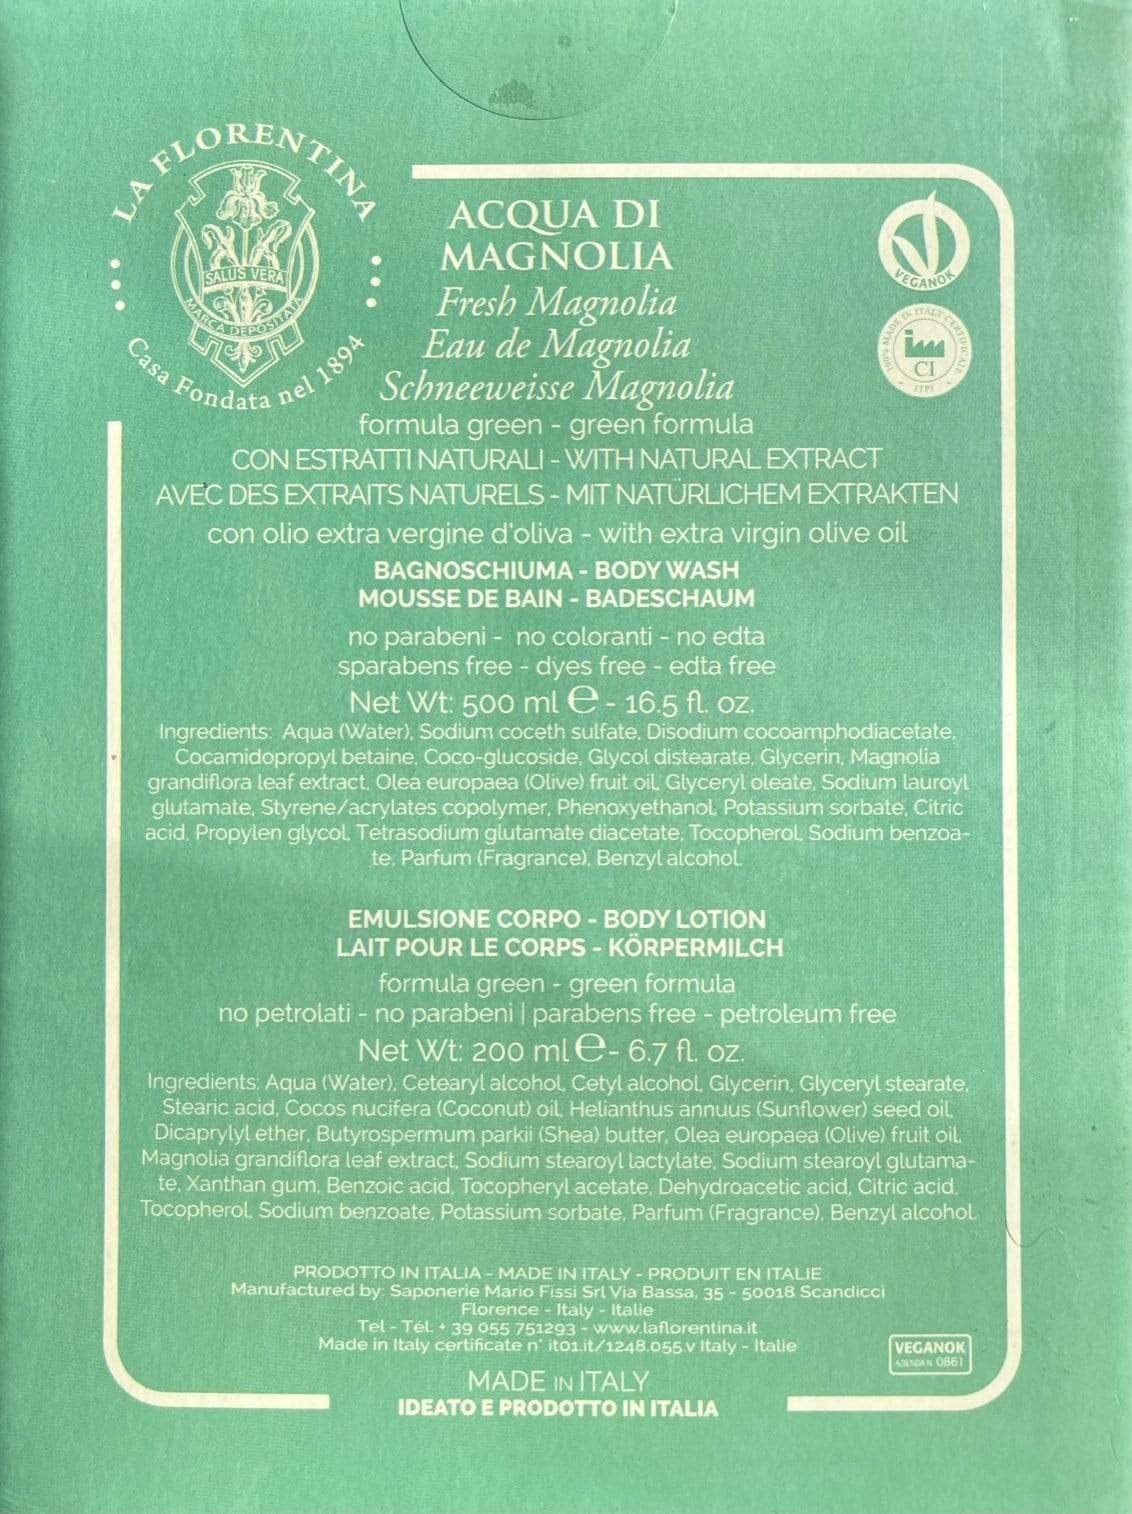 LA FLORENTINA
SALUS VERA
MARCA DEPOSITATA
Casa Fondata nel 1894
ACQUA DI
MAGNOLIA
Fresh Magnolia
Eau de Magnolia
Schneeweisse Magnolia
VEGANOK
100% MADE IN ITALY CERTIFICATE
CI
ITPI
formula green - green formula
CON ESTRATTI NATURALI - WITH NATURAL EXTRACT
AVEC DES EXTRAITS NATURELS - MIT NATÜRLICHEM EXTRAKTEN
con olio extra vergine d'oliva - with extra virgin olive oil
BAGNOSCHIUMA - BODY WASH
MOUSSE DE BAIN - BADESCHAUM
no parabeni - no coloranti - no edta
sparabens free - dyes free - edta free
Net Wt: 500 ml ℮ - 16.5 fl. oz.
Ingredients: Aqua (Water), Sodium coceth sulfate, Disodium cocoamphodiacetate,
Cocamidopropyl betaine, Coco-glucoside, Glycol distearate, Glycerin, Magnolia
grandiflora leaf extract, Olea europaea (Olive) fruit oil, Glyceryl oleate, Sodium lauroyl
glutamate, Styrene/acrylates copolymer, Phenoxyethanol, Potassium sorbate, Citric
acid, Propylen glycol, Tetrasodium glutamate diacetate, Tocopherol, Sodium benzoa-
te, Parfum (Fragrance), Benzyl alcohol.
EMULSIONE CORPO - BODY LOTION
LAIT POUR LE CORPS - KÖRPERMILCH
formula green - green formula
no petrolati - no parabeni | parabens free - petroleum free
Net Wt: 200 ml ℮ - 6.7 fl. oz.
Ingredients: Aqua (Water), Cetearyl alcohol, Cetyl alcohol, Glycerin, Glyceryl stearate,
Stearic acid, Cocos nucifera (Coconut) oil, Helianthus annuus (Sunflower) seed oil,
Dicaprylyl ether, Butyrospermum parkii (Shea) butter, Olea europaea (Olive) fruit oil,
Magnolia grandiflora leaf extract, Sodium stearoyl lactylate, Sodium stearoyl glutama-
te, Xanthan gum, Benzoic acid, Tocopheryl acetate, Dehydroacetic acid, Citric acid,
Tocopherol, Sodium benzoate, Potassium sorbate, Parfum (Fragrance), Benzyl alcohol.
PRODOTTO IN ITALIA - MADE IN ITALY - PRODUIT EN ITALIE
Manufactured by: Saponerie Mario Fissi Srl Via Bassa, 35 - 50018 Scandicci
Florence - Italy - Italie
Tel - Tél: + 39 055 751293 - www.laflorentina.it
Made in Italy certificate n° it01.it/1248.055.v Italy - Italie
VEGANOK
AZIENDA N. 0861
MADE IN ITALY
IDEATO E PRODOTTO IN ITALIA